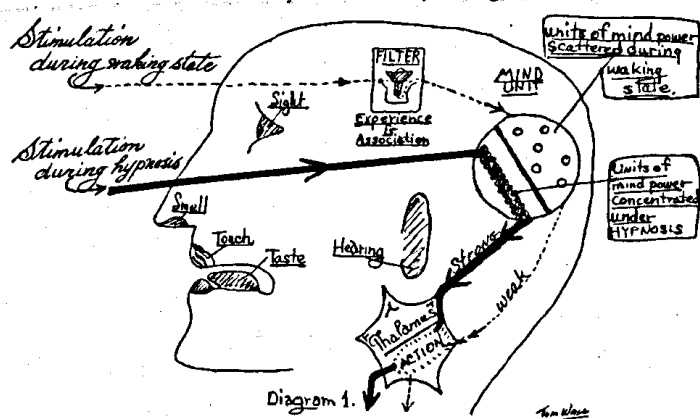 Stimulation
during waking state
FILTER
Experience
Is
Association
MIND
UNIT
units of mind power
Scattered during
waking
state.
Sight
Stimulation
during hypnosis
Units of
mind power
concentrated
under
HYPNOSIS
Smell
Touch
Taste
Hearing
Strong
weak
Thalamus
ACTION
Diagram 1.